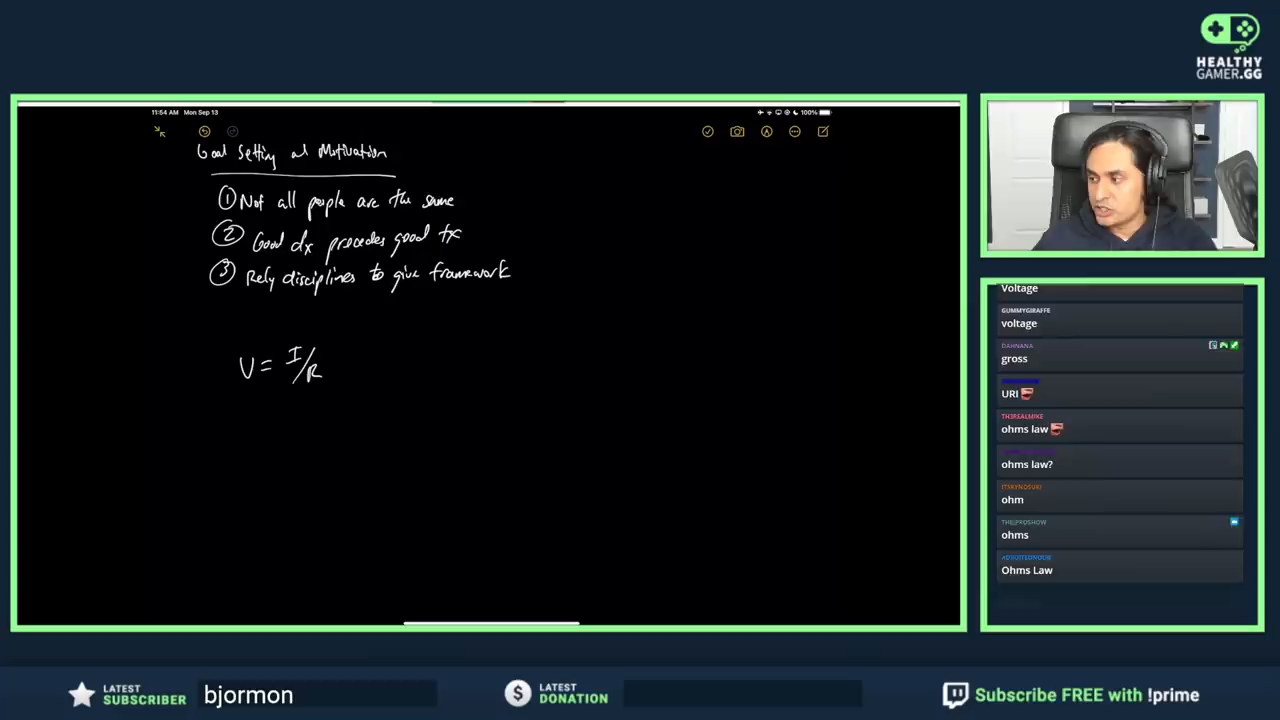 HEALTHY
GAMER.GG
11:54 AM Mon Sep 13
100%
Goal Setting and Motivation
① Not all people are the same
② Good dx precedes good tx
③ Rely disciplines to give framework
V = I/R
Voltage
GUMMYGIRAFFE
voltage
DAHNANA
gross
URI
TH3REALMIKE
ohms law
ohms law?
ITSKYNOSUKI
ohm
ohms
Ohms Law
LATEST
SUBSCRIBER
bjormon
LATEST
DONATION
Subscribe FREE with !prime